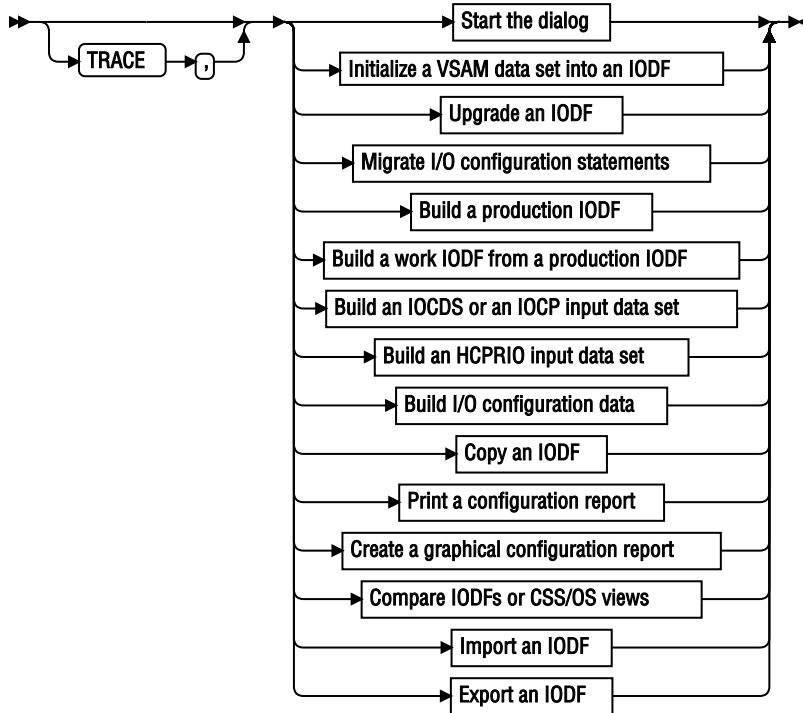 Start the dialog
TRACE ,
Initialize a VSAM data set into an IODF
Upgrade an IODF
Migrate I/O configuration statements
Build a production IODF
Build a work IODF from a production IODF
Build an IOCDS or an IOCP input data set
Build an HCPRIO input data set
Build I/O configuration data
Copy an IODF
Print a configuration report
Create a graphical configuration report
Compare IODFs or CSS/OS views
Import an IODF
Export an IODF